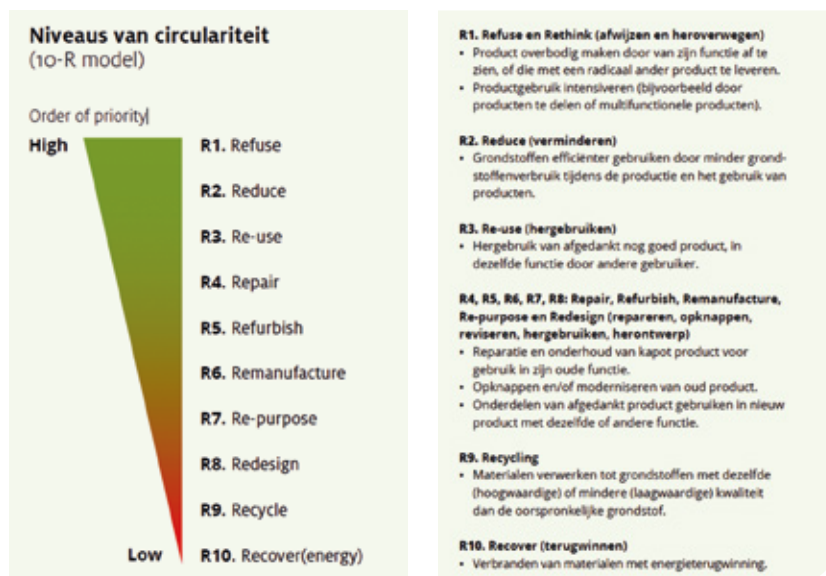 Niveaus van circulariteit
(10-R model)
Order of priority
High
R1. Refuse
R2. Reduce
R3. Re-use
R4. Repair
R5. Refurbish
R6. Remanufacture
R7. Re-purpose
R8. Redesign
R9. Recycle
Low
R10. Recover(energy)
R1. Refuse en Rethink (afwijzen en heroverwegen)
• Product overbodig maken door van zijn functie af te
zien, of die met een radicaal ander product te leveren.
• Productgebruik intensiveren (bijvoorbeeld door
producten te delen of multifunctionele producten).
R2. Reduce (verminderen)
• Grondstoffen efficiënter gebruiken door minder grond-
stoffenverbruik tijdens de productie en het gebruik van
producten.
R3. Re-use (hergebruiken)
• Hergebruik van afgedankt nog goed product, in
dezelfde functie door andere gebruiker.
R4, R5, R6, R7, R8: Repair, Refurbish, Remanufacture,
Re-purpose en Redesign (repareren, opknappen,
reviseren, hergebruiken, herontwerp)
• Reparatie en onderhoud van kapot product voor
gebruik in zijn oude functie.
• Opknappen en/of moderniseren van oud product.
• Onderdelen van afgedankt product gebruiken in nieuw
product met dezelfde of andere functie.
R9. Recycling
• Materialen verwerken tot grondstoffen met dezelfde
(hoogwaardige) of mindere (laagwaardige) kwaliteit
dan de oorspronkelijke grondstof.
R10. Recover (terugwinnen)
• Verbranden van materialen met energieterugwinning.